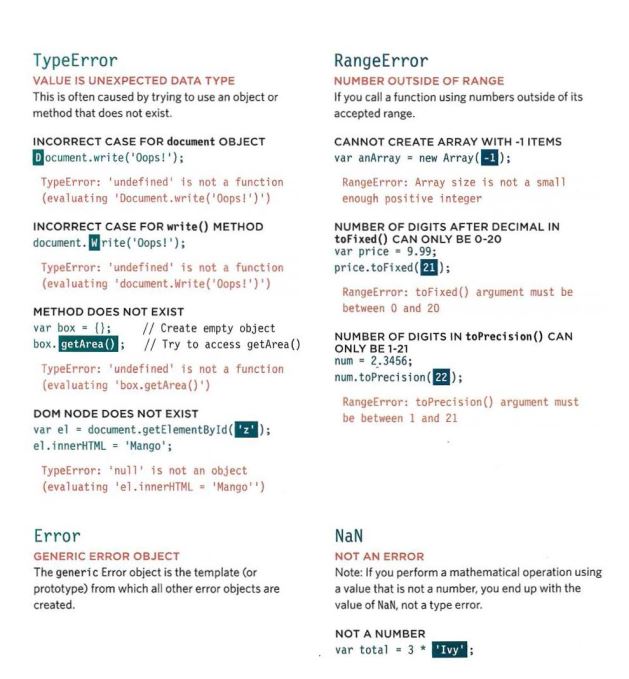 TypeError
VALUE IS UNEXPECTED DATA TYPE
This is often caused by trying to use an object or
method that does not exist.
INCORRECT CASE FOR document OBJECT
Document.write('Oops!');
TypeError: 'undefined' is not a function
(evaluating 'Document.write('Oops!')')
INCORRECT CASE FOR write() METHOD
document.Write('Oops!');
TypeError: 'undefined' is not a function
(evaluating 'document.Write('Oops!')')
METHOD DOES NOT EXIST
var box = {};     // Create empty object
box.getArea();   // Try to access getArea()
TypeError: 'undefined' is not a function
(evaluating 'box.getArea()')
DOM NODE DOES NOT EXIST
var el = document.getElementById('z');
el.innerHTML = 'Mango';
TypeError: 'null' is not an object
(evaluating 'el.innerHTML = 'Mango'')
RangeError
NUMBER OUTSIDE OF RANGE
If you call a function using numbers outside of its
accepted range.
CANNOT CREATE ARRAY WITH -1 ITEMS
var anArray = new Array(-1);
RangeError: Array size is not a small
enough positive integer
NUMBER OF DIGITS AFTER DECIMAL IN
toFixed() CAN ONLY BE 0-20
var price = 9.99;
price.toFixed(21);
RangeError: toFixed() argument must be
between 0 and 20
NUMBER OF DIGITS IN toPrecision() CAN
ONLY BE 1-21
num = 2.3456;
num.toPrecision(22);
RangeError: toPrecision() argument must
be between 1 and 21
Error
GENERIC ERROR OBJECT
The generic Error object is the template (or
prototype) from which all other error objects are
created.
NaN
NOT AN ERROR
Note: If you perform a mathematical operation using
a value that is not a number, you end up with the
value of NaN, not a type error.
NOT A NUMBER
var total = 3 * 'Ivy';